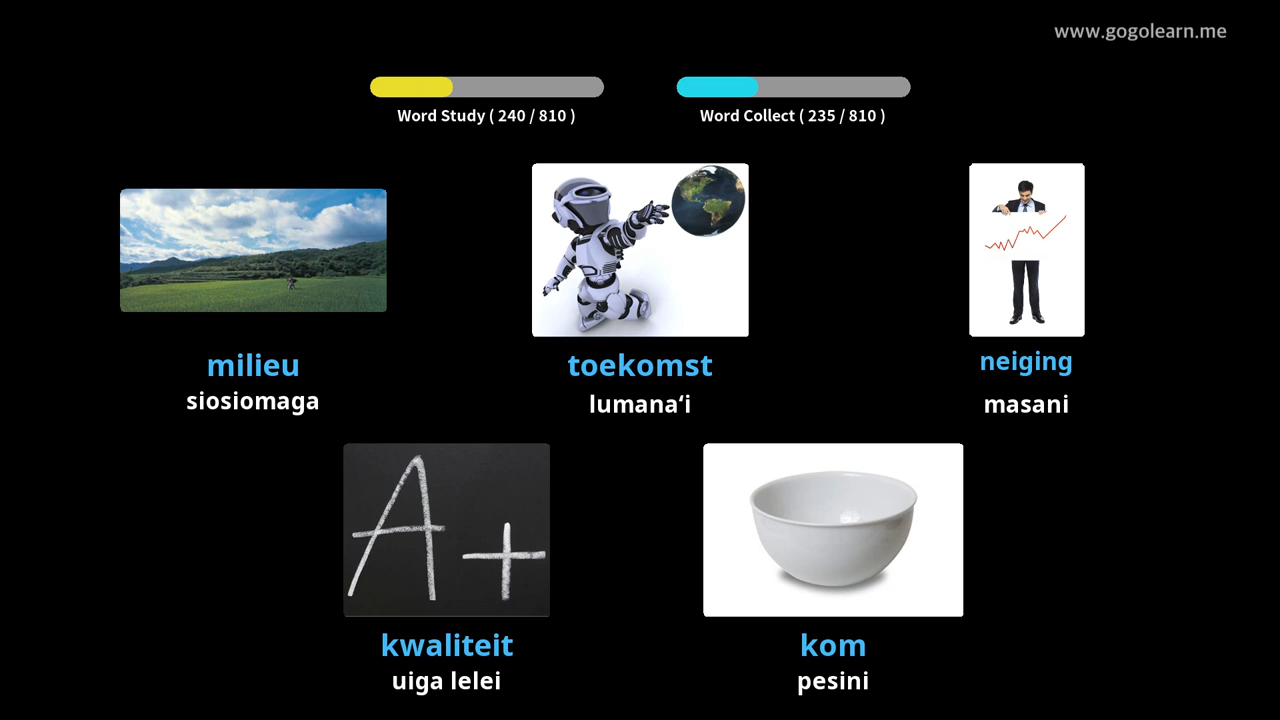 www.gogolearn.me
Word Study ( 240 / 810 )
Word Collect ( 235 / 810 )
milieu
siosiomaga
toekomst
lumanaʻi
neiging
masani
A+
kwaliteit
uiga lelei
kom
pesini